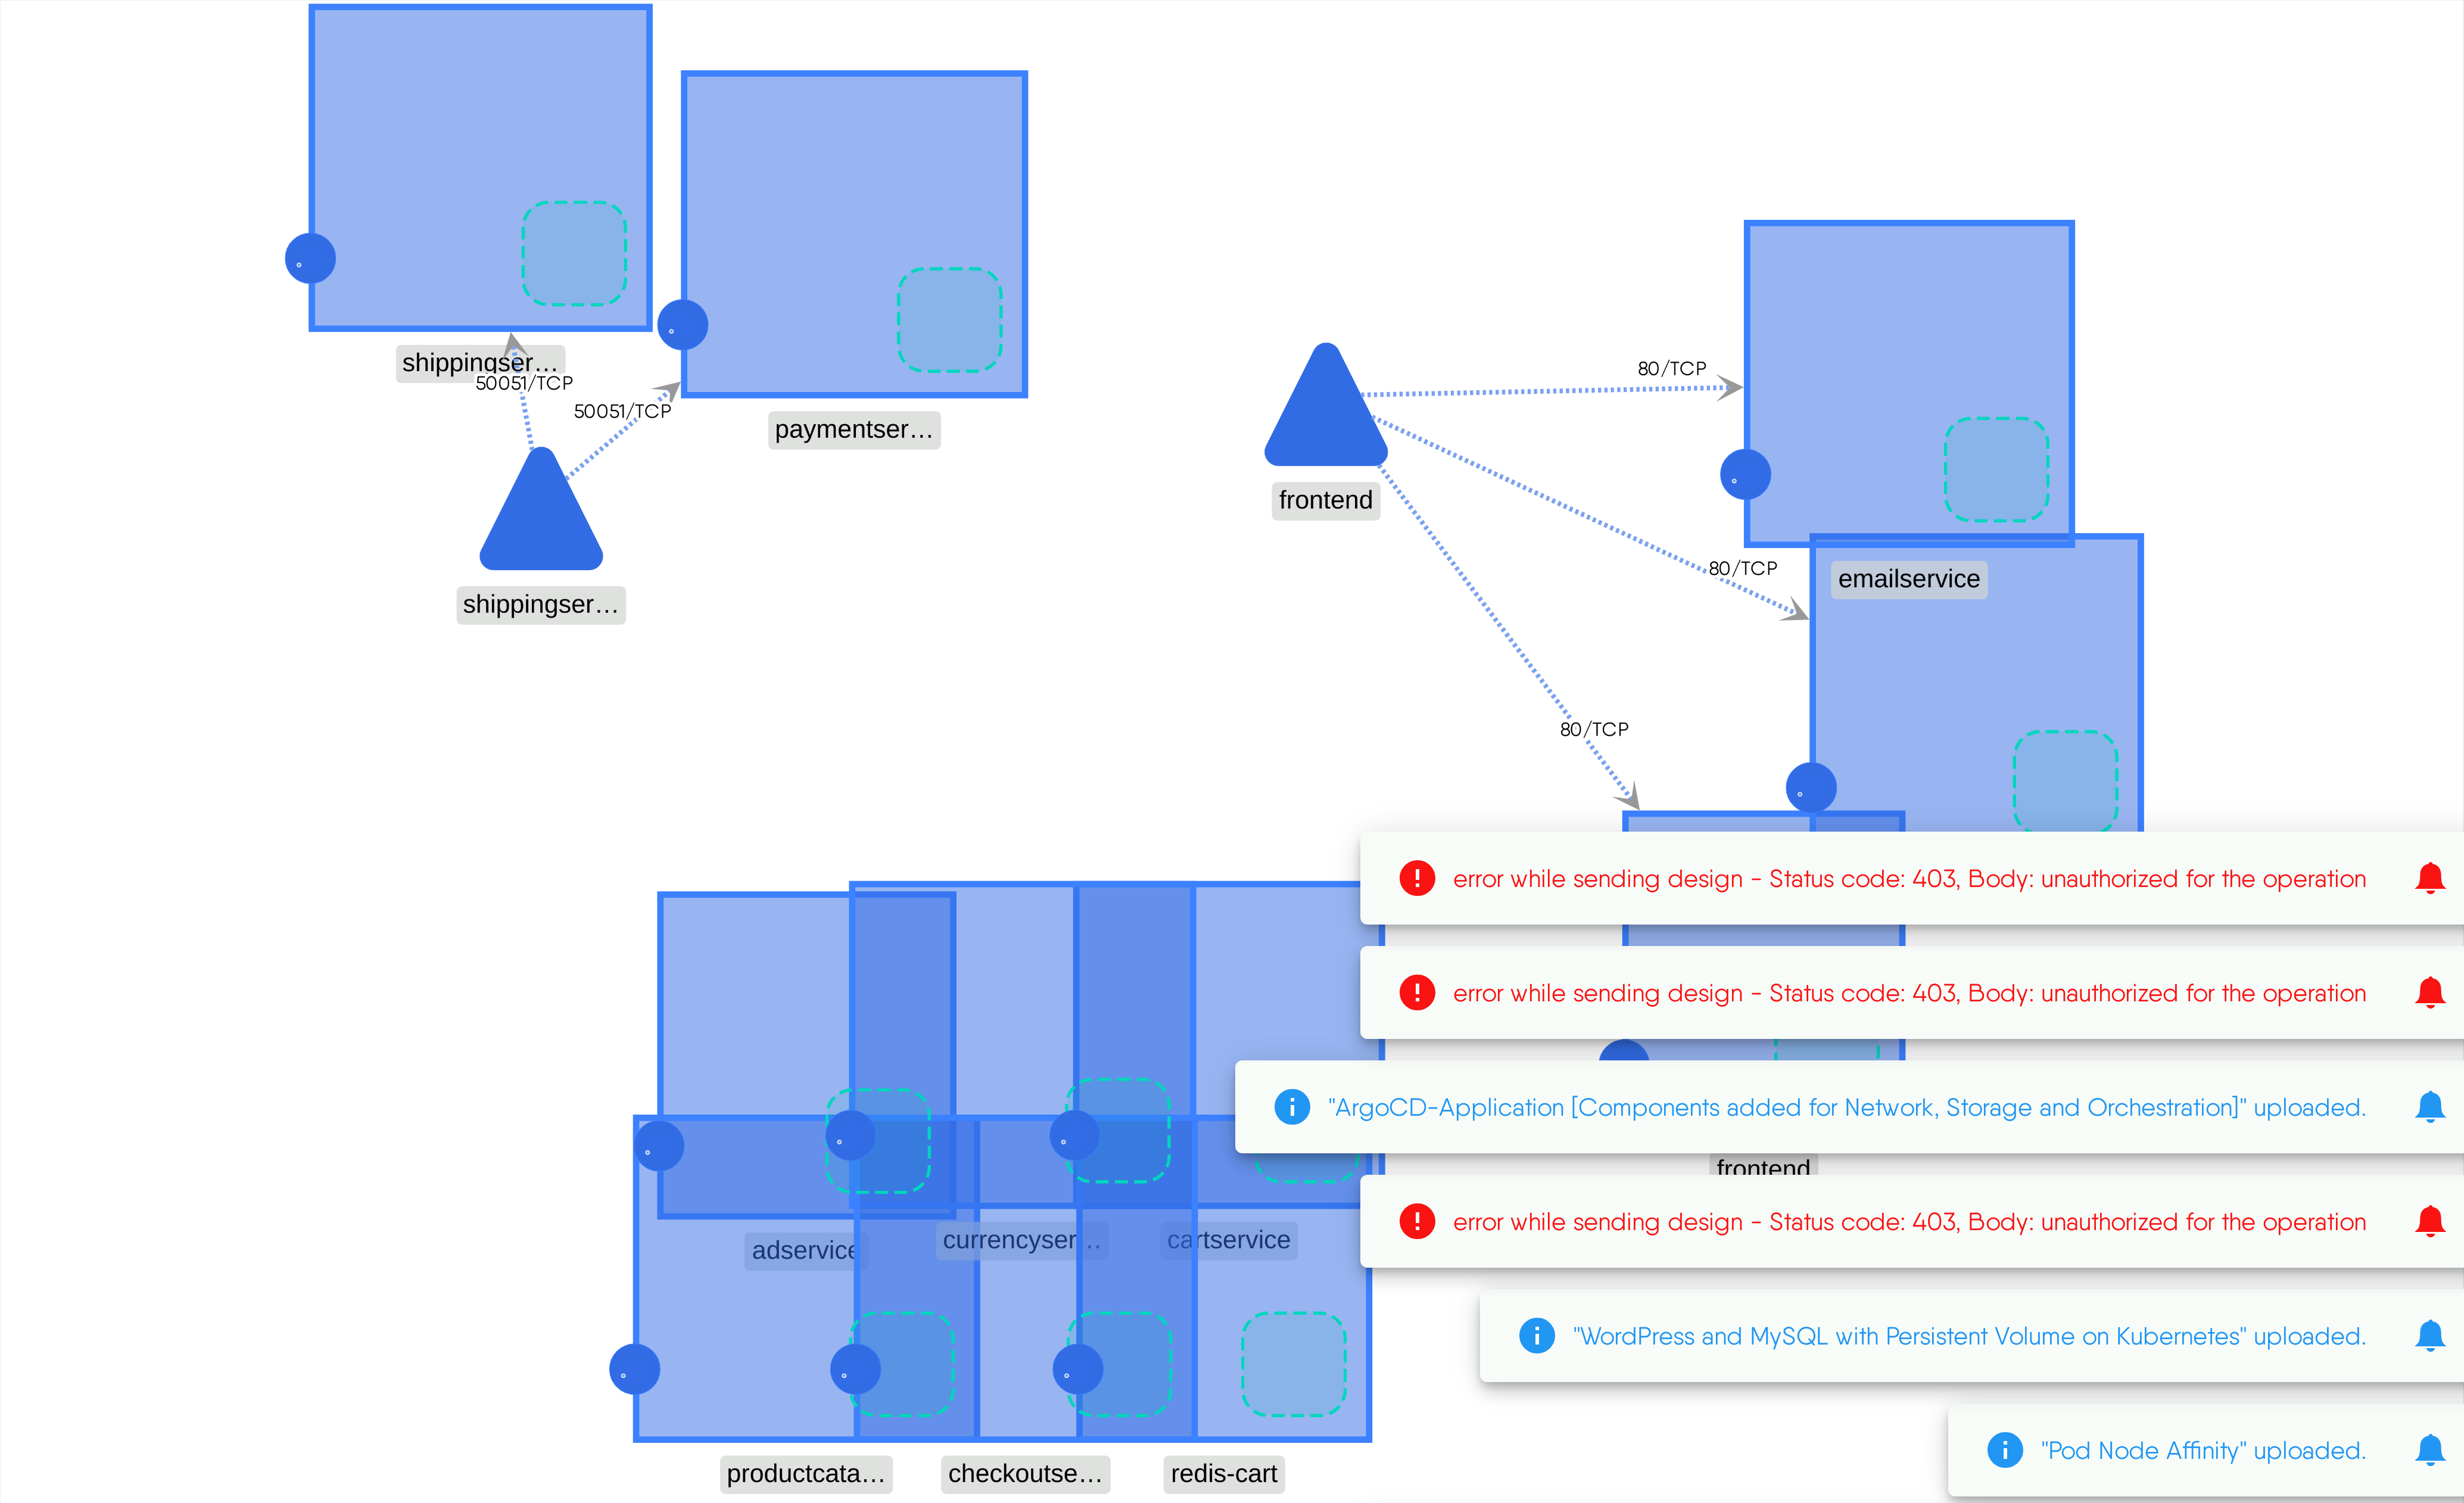 shippingser…
50051/TCP
50051/TCP
paymentser…
shippingser…
80/TCP
frontend
80/TCP
emailservice
80/TCP
error while sending design - Status code: 403, Body: unauthorized for the operation
error while sending design - Status code: 403, Body: unauthorized for the operation
"ArgoCD-Application [Components added for Network, Storage and Orchestration]" uploaded.
frontend
error while sending design - Status code: 403, Body: unauthorized for the operation
adservice
currencyser…
cartservice
"WordPress and MySQL with Persistent Volume on Kubernetes" uploaded.
"Pod Node Affinity" uploaded.
productcata…
checkoutse…
redis-cart